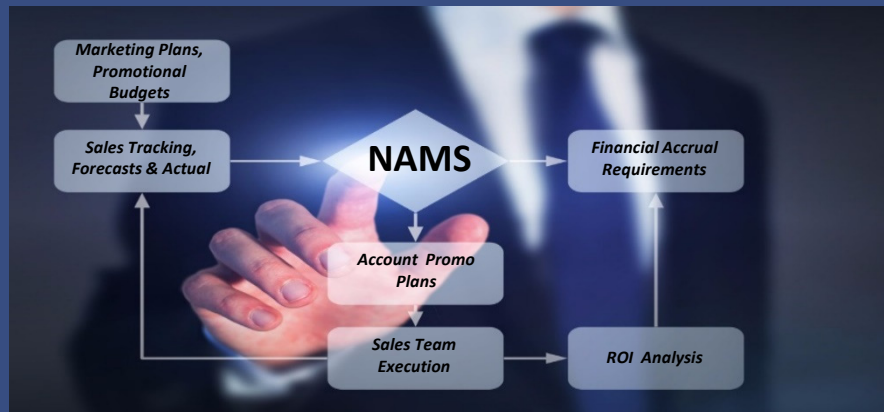 Marketing Plans,
Promotional
Budgets
Sales Tracking,
Forecasts & Actual
NAMS
Financial Accrual
Requirements
Account Promo
Plans
Sales Team
Execution
ROI Analysis